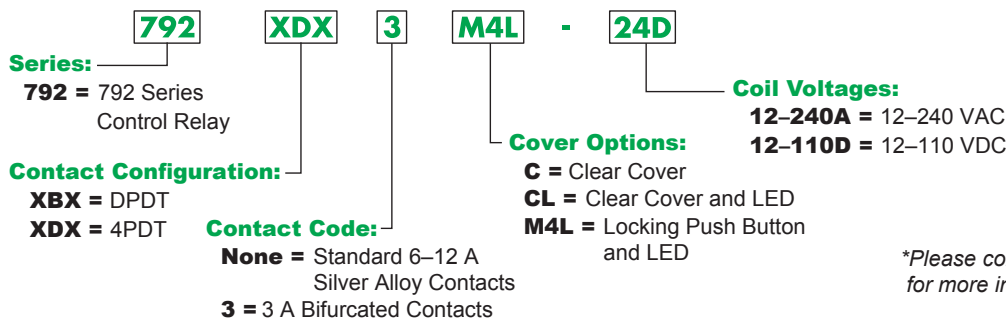 792 XDX 3 M4L - 24D
Series:
792 = 792 Series
Control Relay
Contact Configuration:
XBX = DPDT
XDX = 4PDT
Contact Code:
None = Standard 6–12 A
Silver Alloy Contacts
3 = 3 A Bifurcated Contacts
Cover Options:
C = Clear Cover
CL = Clear Cover and LED
M4L = Locking Push Button
and LED
Coil Voltages:
12–240A = 12–240 VAC
12–110D = 12–110 VDC
*Please co
for more in